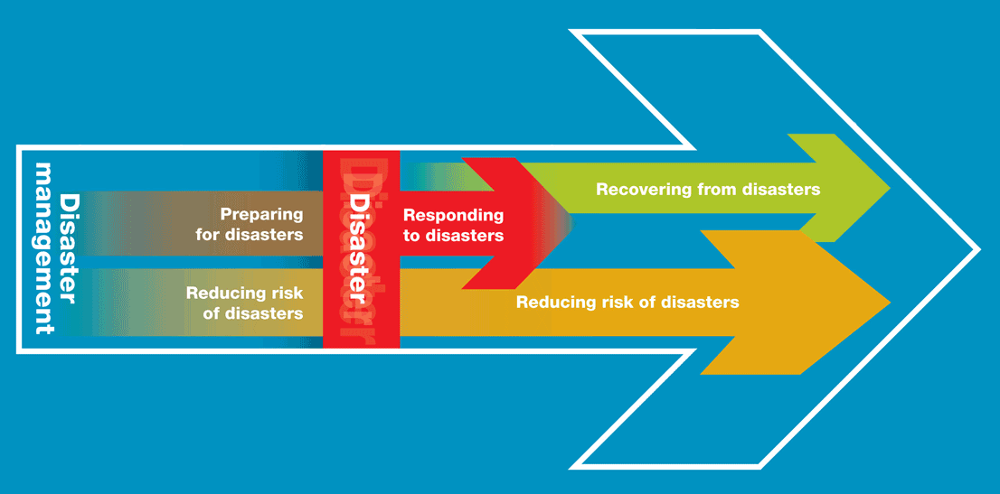 Disaster
management
Preparing
for disasters
Reducing risk
of disasters
Disaster
Disaster
Responding
to disasters
Recovering from disasters
Reducing risk of disasters